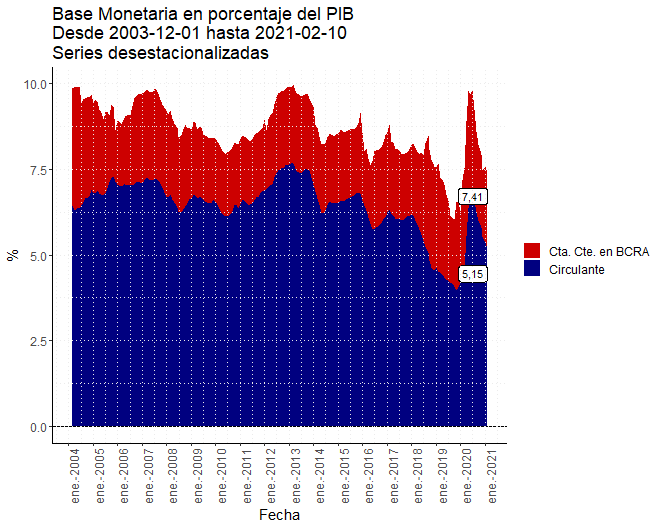 Base Monetaria en porcentaje del PIB
Desde 2003-12-01 hasta 2021-02-10
Series desestacionalizadas
10.0
7.5
5.0
2.5
0.0
%
7,41
5,15
Cta. Cte. en BCRA
Circulante
ene.-2004
ene.-2005
ene.-2006
ene.-2007
ene.-2008
ene.-2009
ene.-2010
ene.-2011
ene.-2012
ene.-2013
ene.-2014
ene.-2015
ene.-2016
ene.-2017
ene.-2018
ene.-2019
ene.-2020
ene.-2021
Fecha